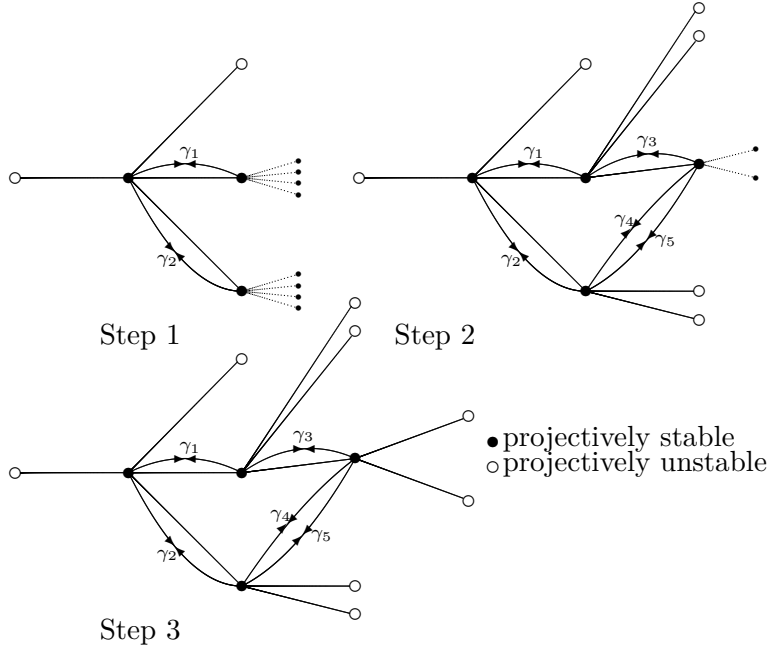 γ₁
γ₂
Step 1
γ₁
γ₃
γ₄
γ₅
γ₂
Step 2
γ₁
γ₃
γ₄
γ₅
γ₂
Step 3
projectively stable
projectively unstable